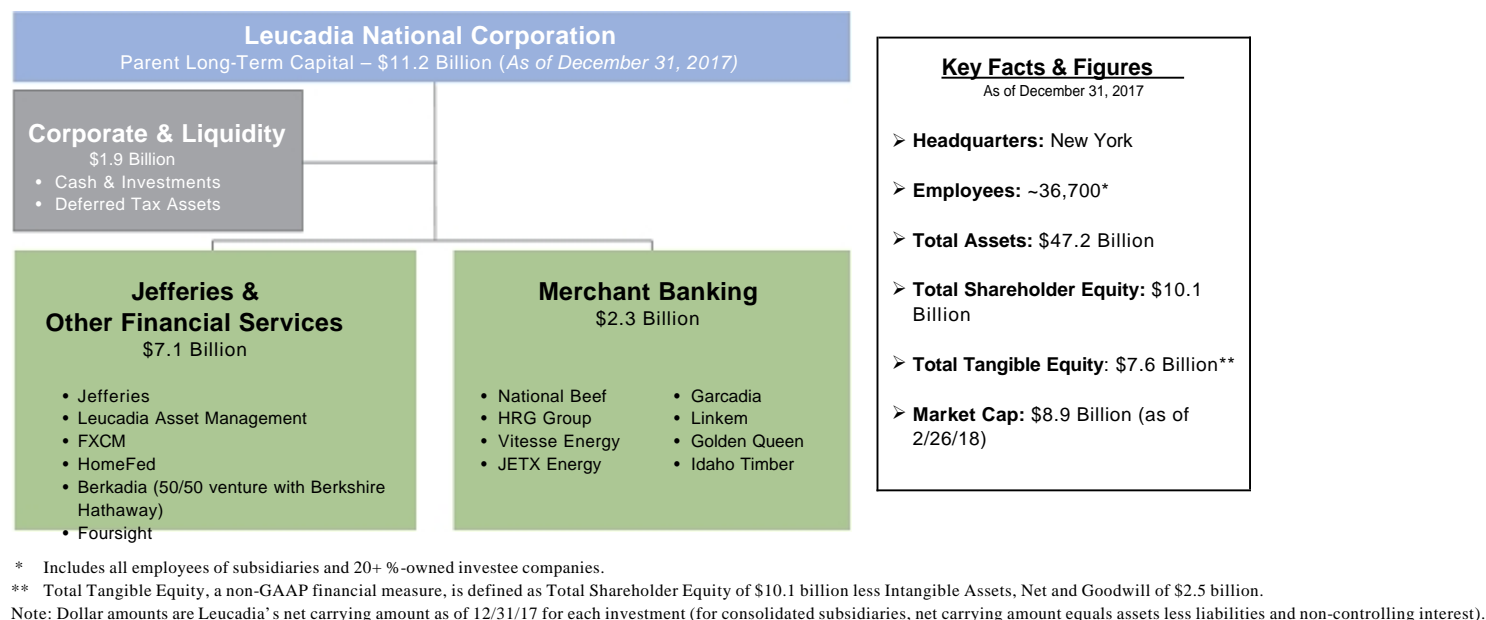 Leucadia National Corporation
Parent Long-Term Capital – $11.2 Billion (As of December 31, 2017)
Corporate & Liquidity
$1.9 Billion
• Cash & Investments
• Deferred Tax Assets
Jefferies &
Other Financial Services
$7.1 Billion
• Jefferies
• Leucadia Asset Management
• FXCM
• HomeFed
• Berkadia (50/50 venture with Berkshire
Hathaway)
• Foursight
Merchant Banking
$2.3 Billion
• National Beef
• HRG Group
• Vitesse Energy
• JETX Energy
• Garcadia
• Linkem
• Golden Queen
• Idaho Timber
Key Facts & Figures
As of December 31, 2017
➢ Headquarters: New York
➢ Employees: ~36,700*
➢ Total Assets: $47.2 Billion
➢ Total Shareholder Equity: $10.1
Billion
➢ Total Tangible Equity: $7.6 Billion**
➢ Market Cap: $8.9 Billion (as of
2/26/18)
* Includes all employees of subsidiaries and 20+ %-owned investee companies.
** Total Tangible Equity, a non-GAAP financial measure, is defined as Total Shareholder Equity of $10.1 billion less Intangible Assets, Net and Goodwill of $2.5 billion.
Note: Dollar amounts are Leucadia's net carrying amount as of 12/31/17 for each investment (for consolidated subsidiaries, net carrying amount equals assets less liabilities and non-controlling interest).